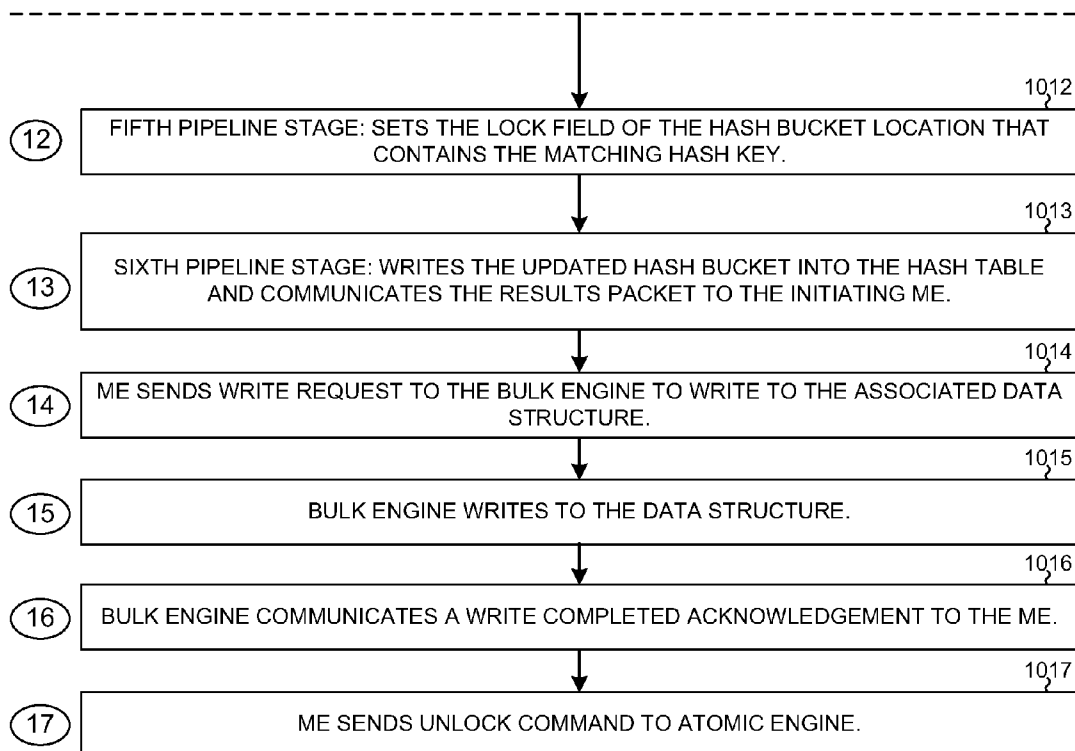 1012
12
FIFTH PIPELINE STAGE: SETS THE LOCK FIELD OF THE HASH BUCKET LOCATION THAT
CONTAINS THE MATCHING HASH KEY.
1013
13
SIXTH PIPELINE STAGE: WRITES THE UPDATED HASH BUCKET INTO THE HASH TABLE
AND COMMUNICATES THE RESULTS PACKET TO THE INITIATING ME.
1014
14
ME SENDS WRITE REQUEST TO THE BULK ENGINE TO WRITE TO THE ASSOCIATED DATA
STRUCTURE.
1015
15
BULK ENGINE WRITES TO THE DATA STRUCTURE.
1016
16
BULK ENGINE COMMUNICATES A WRITE COMPLETED ACKNOWLEDGEMENT TO THE ME.
1017
17
ME SENDS UNLOCK COMMAND TO ATOMIC ENGINE.